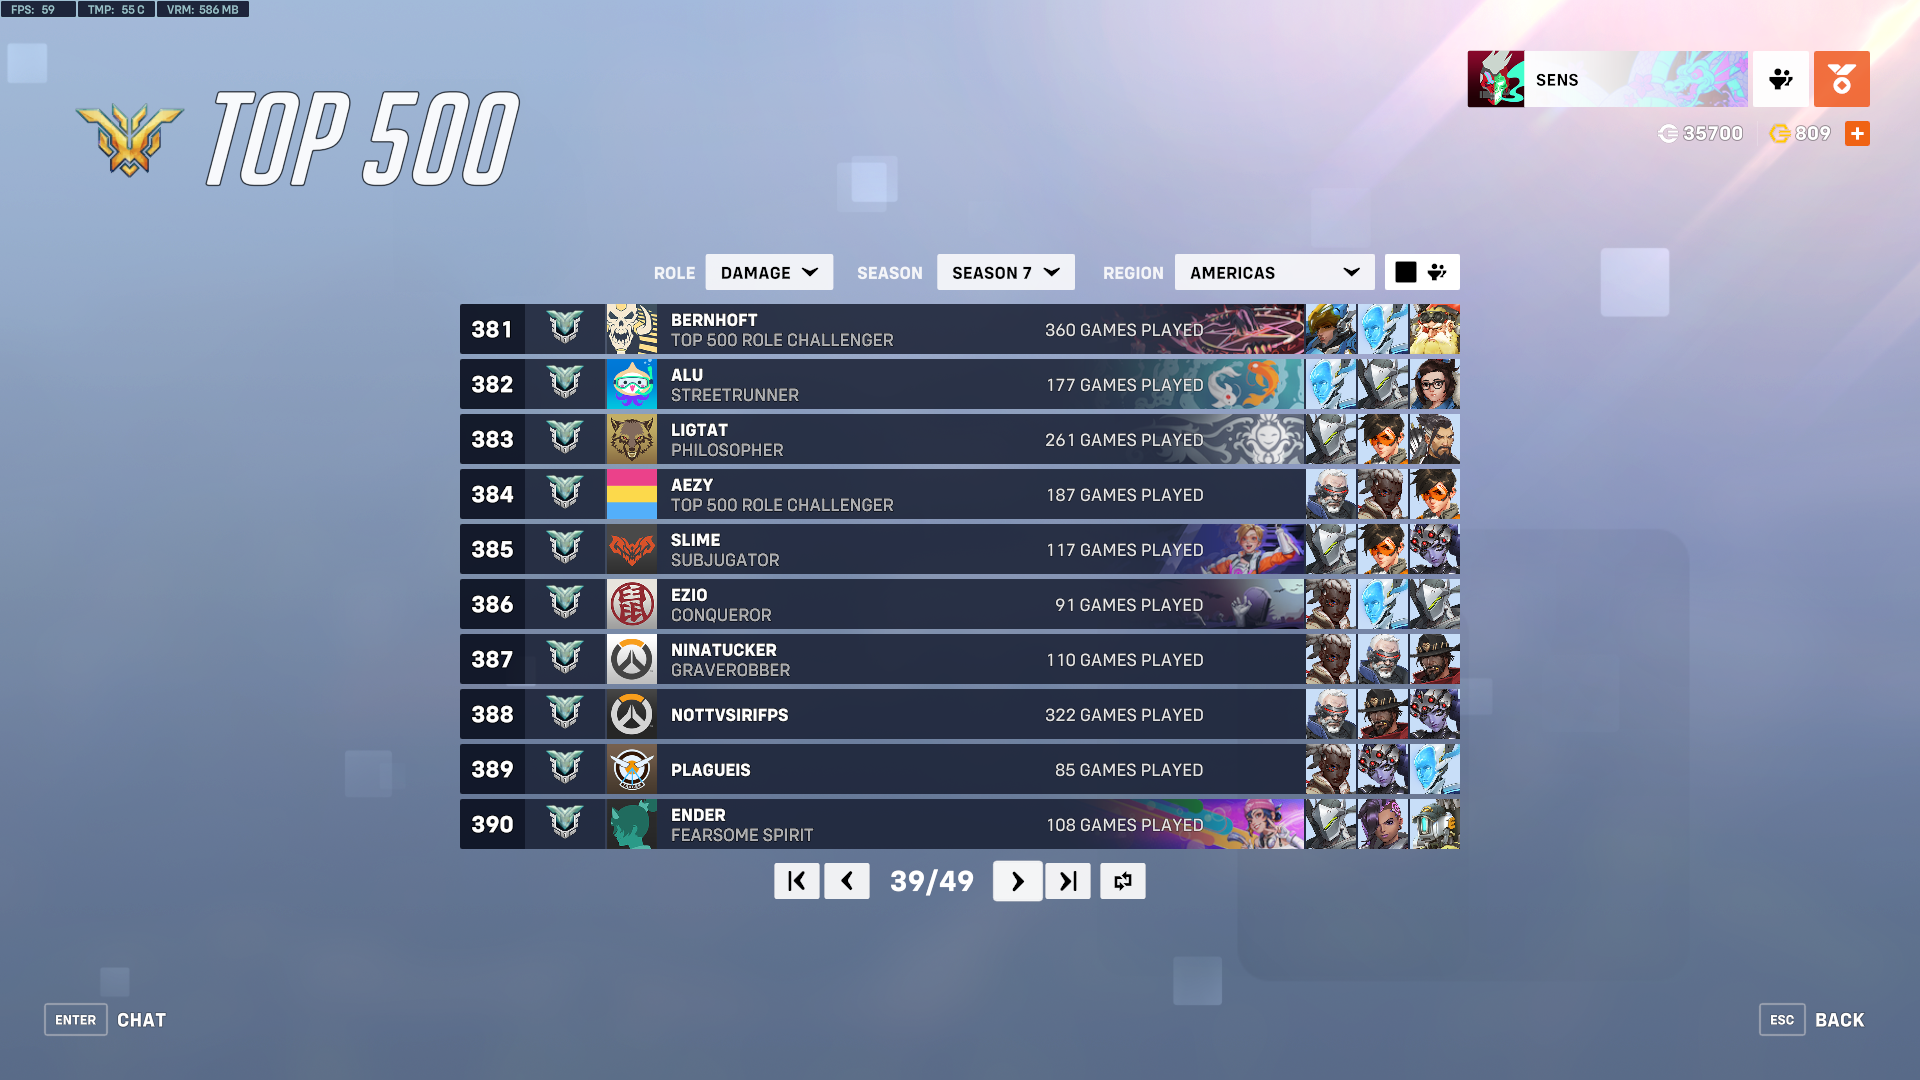 FPS: 59 TMP: 55 C VRM: 586 MB
TOP 500
SENS
35700 809
ROLE DAMAGE SEASON SEASON 7 REGION AMERICAS
381 BERNHOFT 360 GAMES PLAYED
TOP 500 ROLE CHALLENGER
382 ALU 177 GAMES PLAYED
STREETRUNNER
383 LIGTAT 261 GAMES PLAYED
PHILOSOPHER
384 AEZY 187 GAMES PLAYED
TOP 500 ROLE CHALLENGER
385 SLIME 117 GAMES PLAYED
SUBJUGATOR
386 EZIO 91 GAMES PLAYED
CONQUEROR
387 NINATUCKER 110 GAMES PLAYED
GRAVEROBBER
388 NOTTVSIRIFPS 322 GAMES PLAYED
389 PLAGUEIS 85 GAMES PLAYED
390 ENDER 108 GAMES PLAYED
FEARSOME SPIRIT
39/49
ENTER CHAT
ESC BACK